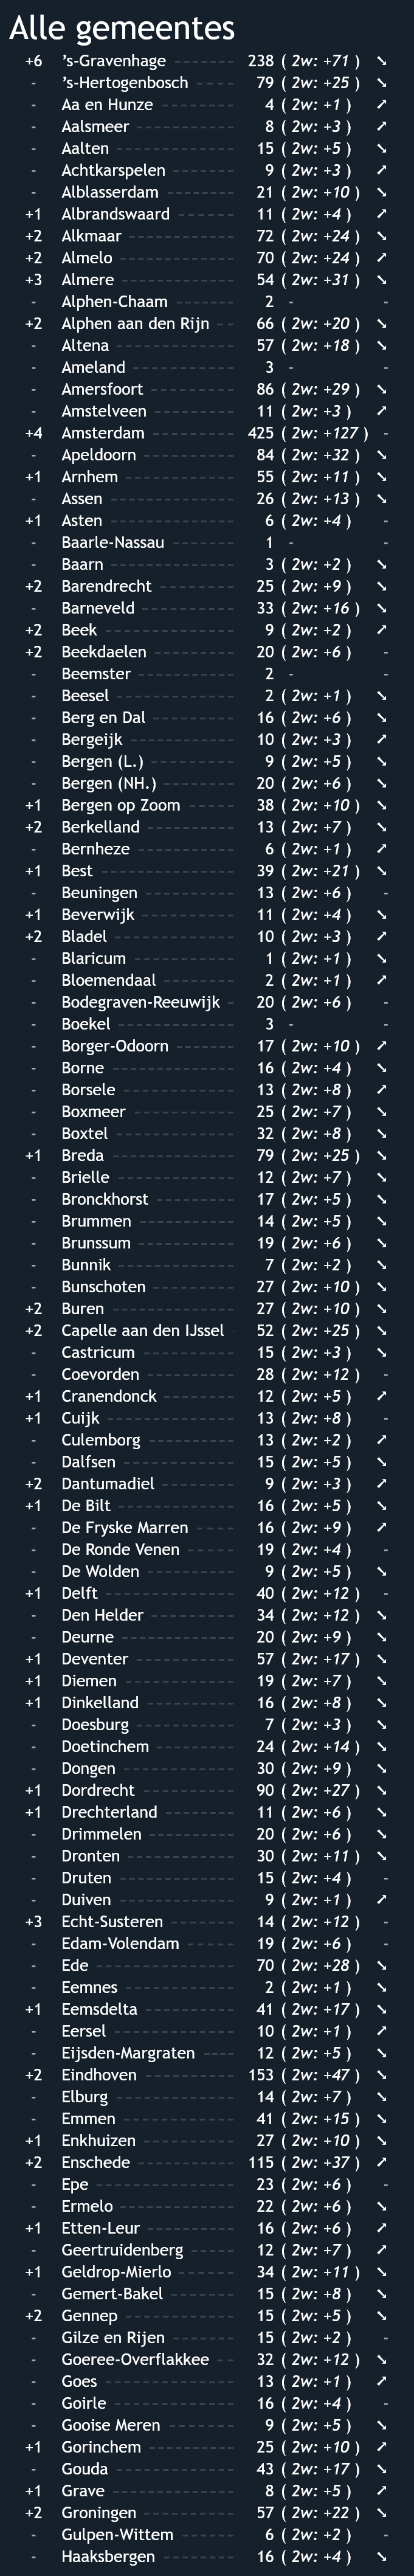 Alle gemeentes
+6 's-Gravenhage 238 ( 2w: +71 ) ↘
- 's-Hertogenbosch 79 ( 2w: +25 ) ↘
- Aa en Hunze 4 ( 2w: +1 ) ↗
- Aalsmeer 8 ( 2w: +3 ) ↗
- Aalten 15 ( 2w: +5 ) ↘
- Achtkarspelen 9 ( 2w: +3 ) ↗
- Alblasserdam 21 ( 2w: +10 ) ↘
+1 Albrandswaard 11 ( 2w: +4 ) ↗
+2 Alkmaar 72 ( 2w: +24 ) ↘
+2 Almelo 70 ( 2w: +24 ) ↗
+3 Almere 54 ( 2w: +31 ) ↘
- Alphen-Chaam 2 - -
+2 Alphen aan den Rijn 66 ( 2w: +20 ) ↘
- Altena 57 ( 2w: +18 ) ↘
- Ameland 3 - -
- Amersfoort 86 ( 2w: +29 ) ↘
- Amstelveen 11 ( 2w: +3 ) ↗
+4 Amsterdam 425 ( 2w: +127 ) -
- Apeldoorn 84 ( 2w: +32 ) ↘
+1 Arnhem 55 ( 2w: +11 ) ↘
- Assen 26 ( 2w: +13 ) ↘
+1 Asten 6 ( 2w: +4 ) -
- Baarle-Nassau 1 - -
- Baarn 3 ( 2w: +2 ) ↘
+2 Barendrecht 25 ( 2w: +9 ) ↘
- Barneveld 33 ( 2w: +16 ) ↘
+2 Beek 9 ( 2w: +2 ) ↗
+2 Beekdaelen 20 ( 2w: +6 ) -
- Beemster 2 - -
- Beesel 2 ( 2w: +1 ) ↘
- Berg en Dal 16 ( 2w: +6 ) ↘
- Bergeijk 10 ( 2w: +3 ) ↗
- Bergen (L.) 9 ( 2w: +5 ) ↘
- Bergen (NH.) 20 ( 2w: +6 ) ↘
+1 Bergen op Zoom 38 ( 2w: +10 ) ↘
+2 Berkelland 13 ( 2w: +7 ) ↘
- Bernheze 6 ( 2w: +1 ) ↗
+1 Best 39 ( 2w: +21 ) ↘
- Beuningen 13 ( 2w: +6 ) -
+1 Beverwijk 11 ( 2w: +4 ) ↘
+2 Bladel 10 ( 2w: +3 ) ↗
- Blaricum 1 ( 2w: +1 ) ↘
- Bloemendaal 2 ( 2w: +1 ) ↗
- Bodegraven-Reeuwijk 20 ( 2w: +6 ) -
- Boekel 3 - -
- Borger-Odoorn 17 ( 2w: +10 ) ↗
- Borne 16 ( 2w: +4 ) ↘
- Borsele 13 ( 2w: +8 ) ↗
- Boxmeer 25 ( 2w: +7 ) ↘
- Boxtel 32 ( 2w: +8 ) ↘
+1 Breda 79 ( 2w: +25 ) ↘
- Brielle 12 ( 2w: +7 ) ↘
- Bronckhorst 17 ( 2w: +5 ) ↘
- Brummen 14 ( 2w: +5 ) ↘
- Brunssum 19 ( 2w: +6 ) ↘
- Bunnik 7 ( 2w: +2 ) ↘
- Bunschoten 27 ( 2w: +10 ) ↘
+2 Buren 27 ( 2w: +10 ) ↘
+2 Capelle aan den IJssel 52 ( 2w: +25 ) ↘
- Castricum 15 ( 2w: +3 ) ↘
- Coevorden 28 ( 2w: +12 ) -
+1 Cranendonck 12 ( 2w: +5 ) ↗
+1 Cuijk 13 ( 2w: +8 ) -
- Culemborg 13 ( 2w: +2 ) ↗
- Dalfsen 15 ( 2w: +5 ) ↘
+2 Dantumadiel 9 ( 2w: +3 ) ↗
+1 De Bilt 16 ( 2w: +5 ) ↘
- De Fryske Marren 16 ( 2w: +9 ) ↗
- De Ronde Venen 19 ( 2w: +4 ) -
- De Wolden 9 ( 2w: +5 ) ↘
+1 Delft 40 ( 2w: +12 ) -
- Den Helder 34 ( 2w: +12 ) ↘
- Deurne 20 ( 2w: +9 ) ↘
+1 Deventer 57 ( 2w: +17 ) ↘
+1 Diemen 19 ( 2w: +7 ) ↘
+1 Dinkelland 16 ( 2w: +8 ) ↘
- Doesburg 7 ( 2w: +3 ) ↘
- Doetinchem 24 ( 2w: +14 ) ↘
- Dongen 30 ( 2w: +9 ) ↘
+1 Dordrecht 90 ( 2w: +27 ) ↘
+1 Drechterland 11 ( 2w: +6 ) ↘
- Drimmelen 20 ( 2w: +6 ) ↘
- Dronten 30 ( 2w: +11 ) ↘
- Druten 15 ( 2w: +4 ) -
- Duiven 9 ( 2w: +1 ) ↗
+3 Echt-Susteren 14 ( 2w: +12 ) -
- Edam-Volendam 19 ( 2w: +6 ) -
- Ede 70 ( 2w: +28 ) ↘
- Eemnes 2 ( 2w: +1 ) ↘
+1 Eemsdelta 41 ( 2w: +17 ) ↘
- Eersel 10 ( 2w: +1 ) ↗
- Eijsden-Margraten 12 ( 2w: +5 ) ↘
+2 Eindhoven 153 ( 2w: +47 ) ↘
- Elburg 14 ( 2w: +7 ) ↘
- Emmen 41 ( 2w: +15 ) ↘
+1 Enkhuizen 27 ( 2w: +10 ) ↘
+2 Enschede 115 ( 2w: +37 ) ↗
- Epe 23 ( 2w: +6 ) -
- Ermelo 22 ( 2w: +6 ) ↘
+1 Etten-Leur 16 ( 2w: +6 ) ↗
- Geertruidenberg 12 ( 2w: +7 ) ↗
+1 Geldrop-Mierlo 34 ( 2w: +11 ) ↘
- Gemert-Bakel 15 ( 2w: +8 ) ↘
+2 Gennep 15 ( 2w: +5 ) ↘
- Gilze en Rijen 15 ( 2w: +2 ) -
- Goeree-Overflakkee 32 ( 2w: +12 ) ↘
- Goes 13 ( 2w: +1 ) ↗
- Goirle 16 ( 2w: +4 ) -
- Gooise Meren 9 ( 2w: +5 ) ↘
+1 Gorinchem 25 ( 2w: +10 ) ↗
- Gouda 43 ( 2w: +17 ) ↘
+1 Grave 8 ( 2w: +5 ) ↗
+2 Groningen 57 ( 2w: +22 ) ↘
- Gulpen-Wittem 6 ( 2w: +2 ) -
- Haaksbergen 16 ( 2w: +4 ) ↘